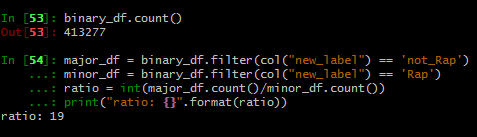 In [53]: binary_df.count()
Out[53]: 413277
In [54]: major_df = binary_df.filter(col("new_label") == 'not_Rap')
    ...: minor_df = binary_df.filter(col("new_label") == 'Rap')
    ...: ratio = int(major_df.count()/minor_df.count())
    ...: print("ratio: {}".format(ratio))
ratio: 19